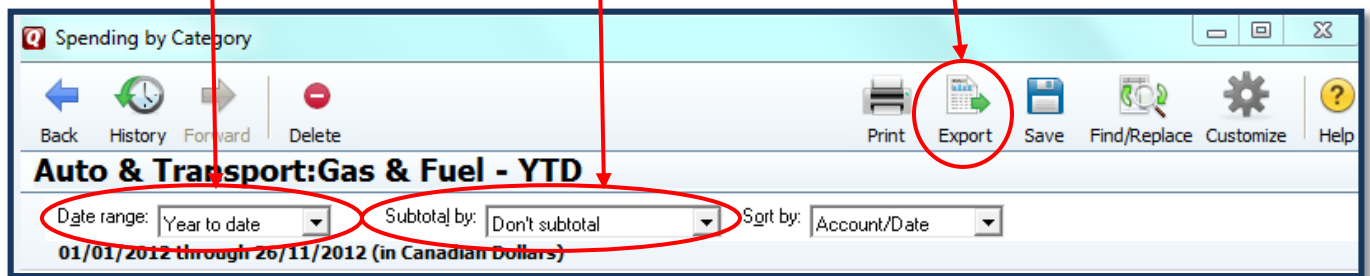 Spending by Category
Back History Forward Delete Print Export Save Find/Replace Customize Help
Auto & Transport:Gas & Fuel - YTD
Date range: Year to date Subtotal by: Don't subtotal Sort by: Account/Date
01/01/2012 through 26/11/2012 (in Canadian Dollars)